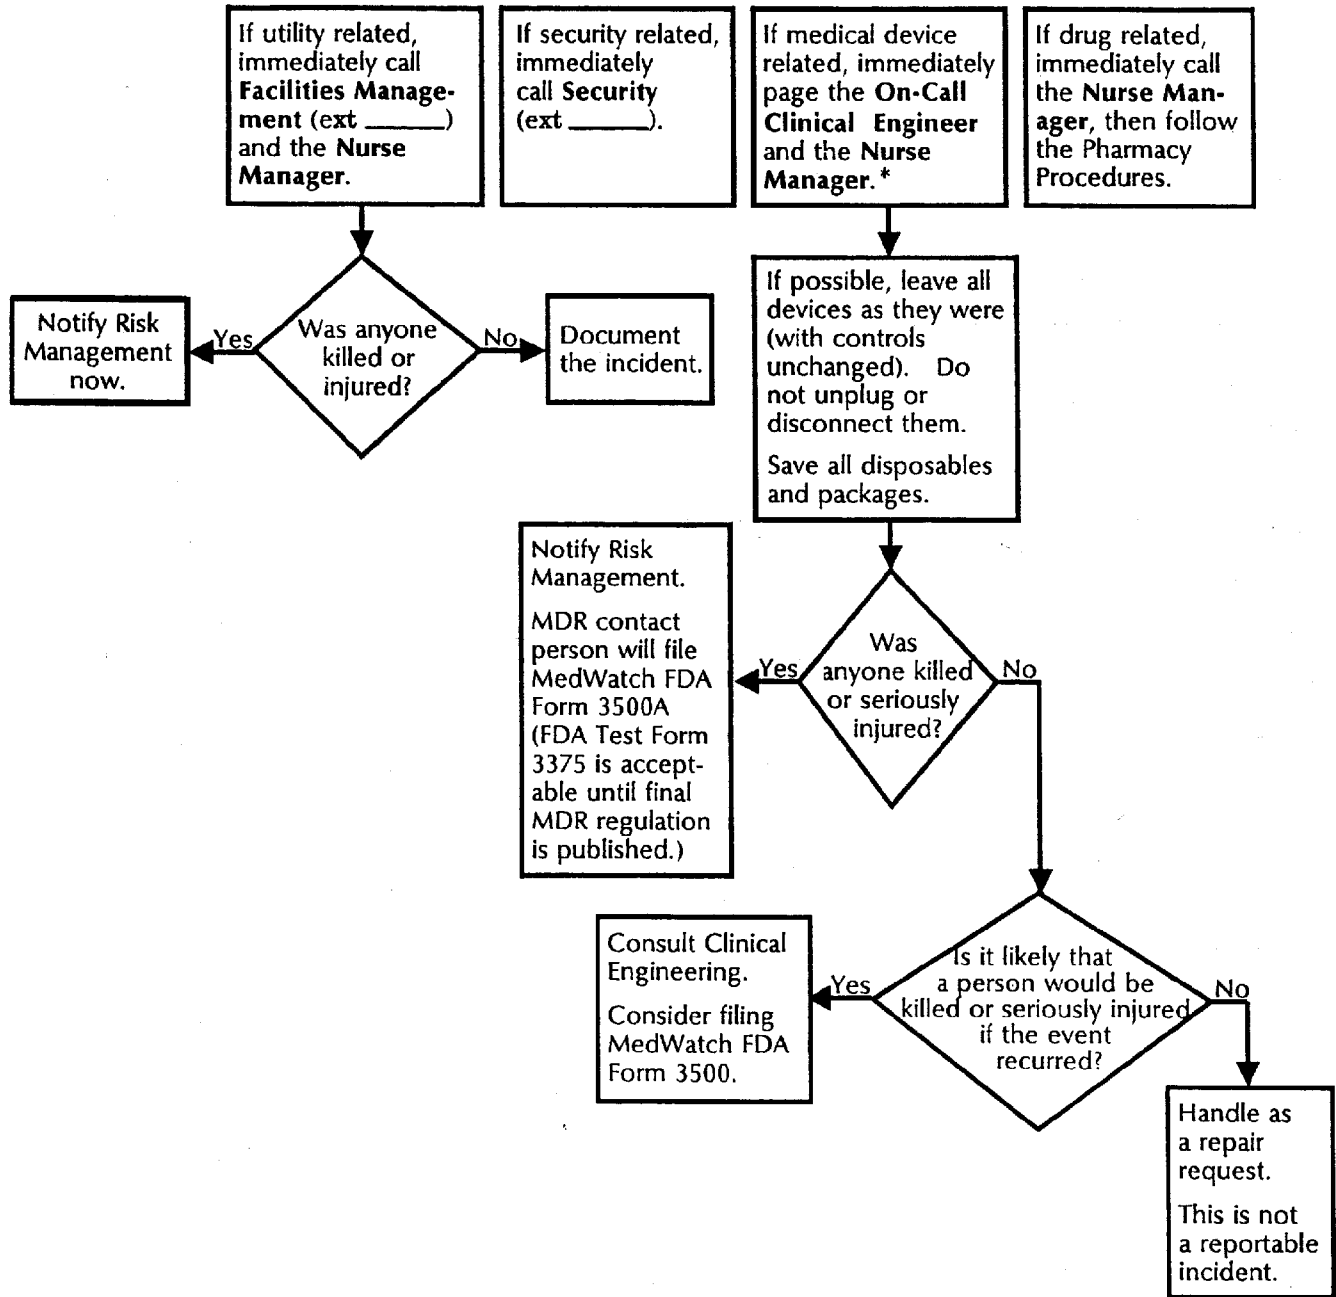 If utility related,
immediately call
Facilities Manage-
ment (ext ______)
and the Nurse
Manager.
If security related,
immediately
call Security
(ext ______).
If medical device
related, immediately
page the On-Call
Clinical Engineer
and the Nurse
Manager.*
If drug related,
immediately call
the Nurse Man-
ager, then follow
the Pharmacy
Procedures.
Notify Risk
Management
now.
Yes
Was anyone
killed or
injured?
No
Document
the incident.
If possible, leave all
devices as they were
(with controls
unchanged). Do
not unplug or
disconnect them.
Save all disposables
and packages.
Notify Risk
Management.
MDR contact
person will file
MedWatch FDA
Form 3500A
(FDA Test Form
3375 is accept-
able until final
MDR regulation
is published.)
Yes
Was
anyone killed
or seriously
injured?
No
Consult Clinical
Engineering.
Consider filing
MedWatch FDA
Form 3500.
Yes
Is it likely that
a person would be
killed or seriously injured
if the event
recurred?
No
Handle as
a repair
request.
This is not
a reportable
incident.